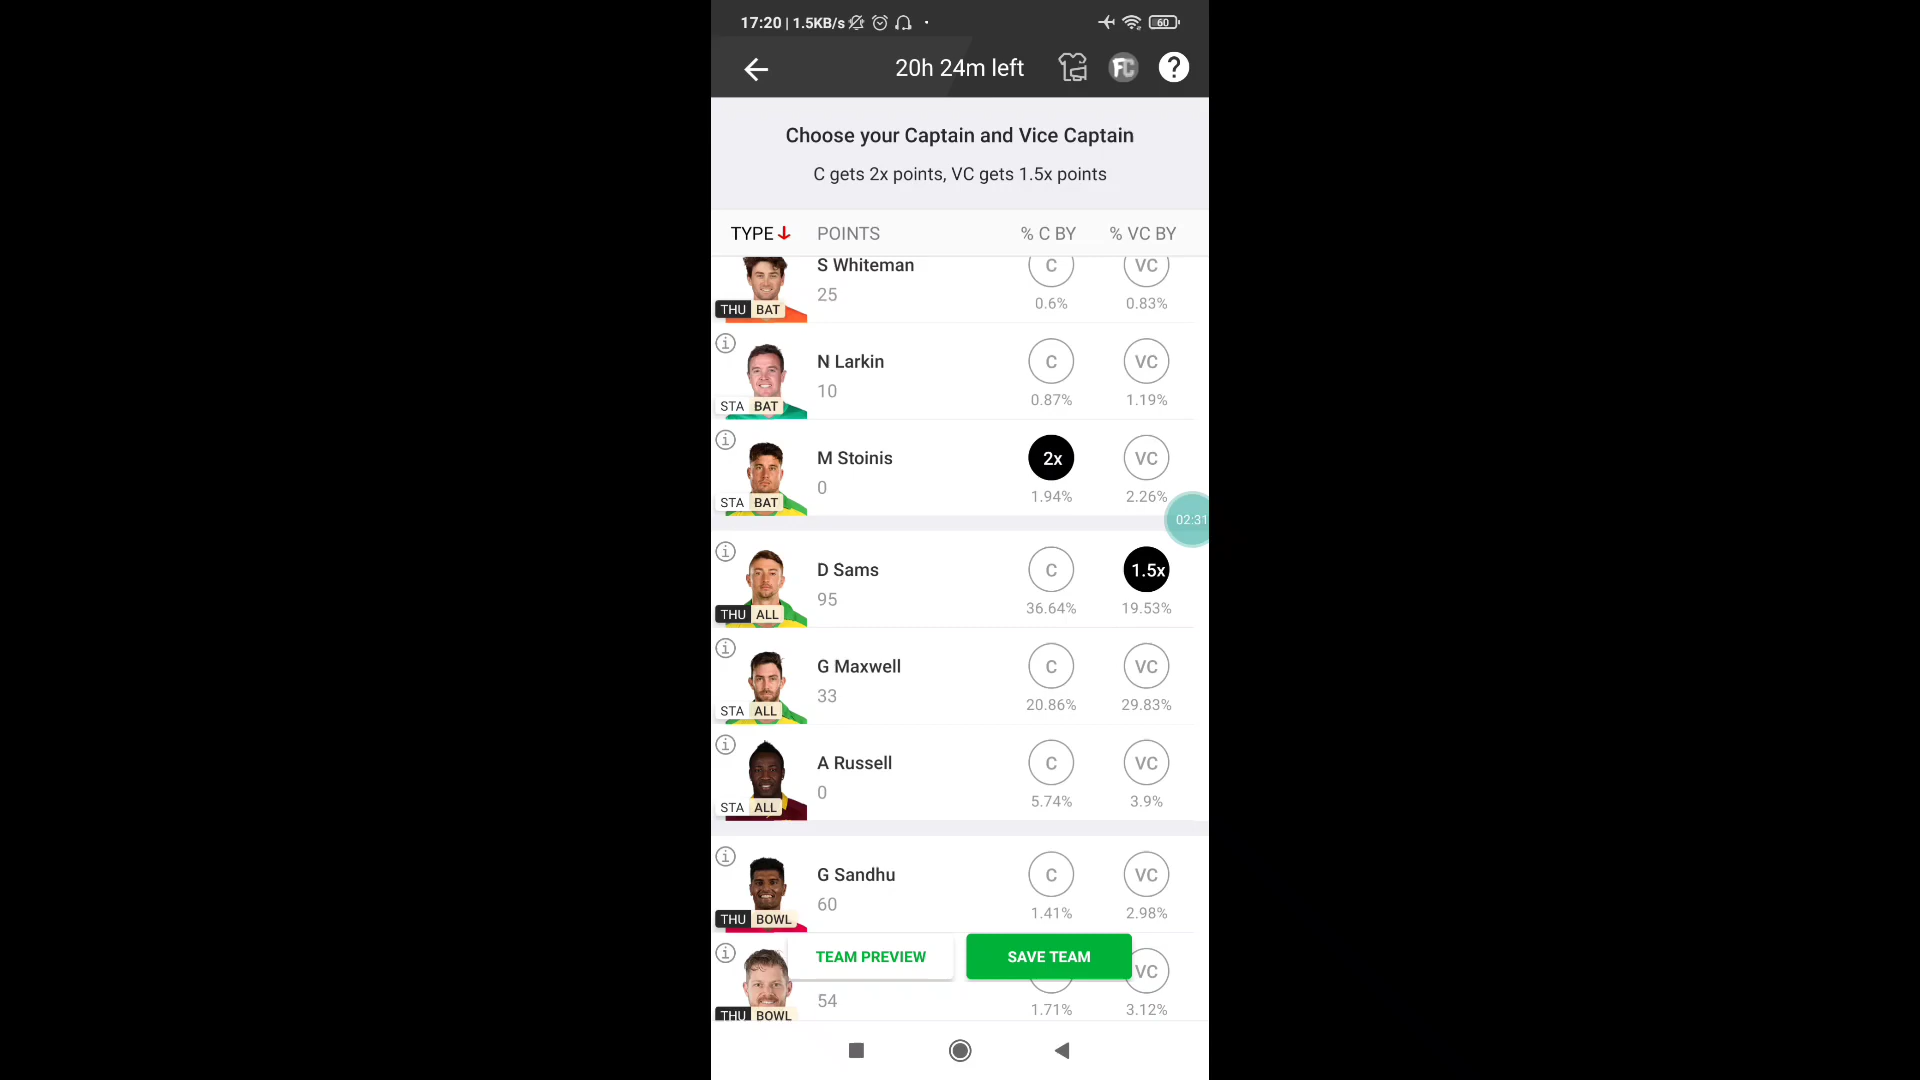 17:20 | 1.5KB/s
60
20h 24m left
FC
?
Choose your Captain and Vice Captain
C gets 2x points, VC gets 1.5x points
TYPE POINTS % C BY % VC BY
S Whiteman C VC
25 0.6% 0.83%
THU BAT
N Larkin C VC
10 0.87% 1.19%
STA BAT
M Stoinis 2x VC
0 1.94% 2.26%
STA BAT
02:31
D Sams C 1.5x
95 36.64% 19.53%
THU ALL
G Maxwell C VC
33 20.86% 29.83%
STA ALL
A Russell C VC
0 5.74% 3.9%
STA ALL
G Sandhu C VC
60 1.41% 2.98%
THU BOWL
TEAM PREVIEW SAVE TEAM VC
54 1.71% 3.12%
THU BOWL